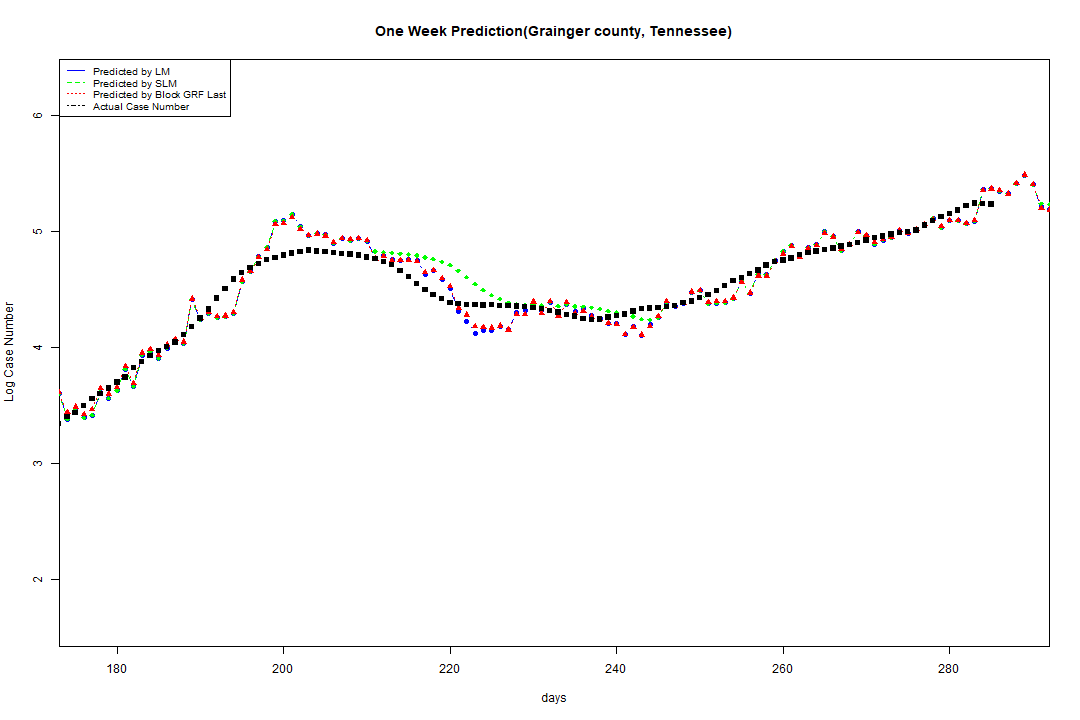 One Week Prediction(Grainger county, Tennessee)
Predicted by LM
Predicted by SLM
Predicted by Block GRF Last
Actual Case Number
6
5
4
3
2
Log Case Number
180 200 220 240 260 280
days